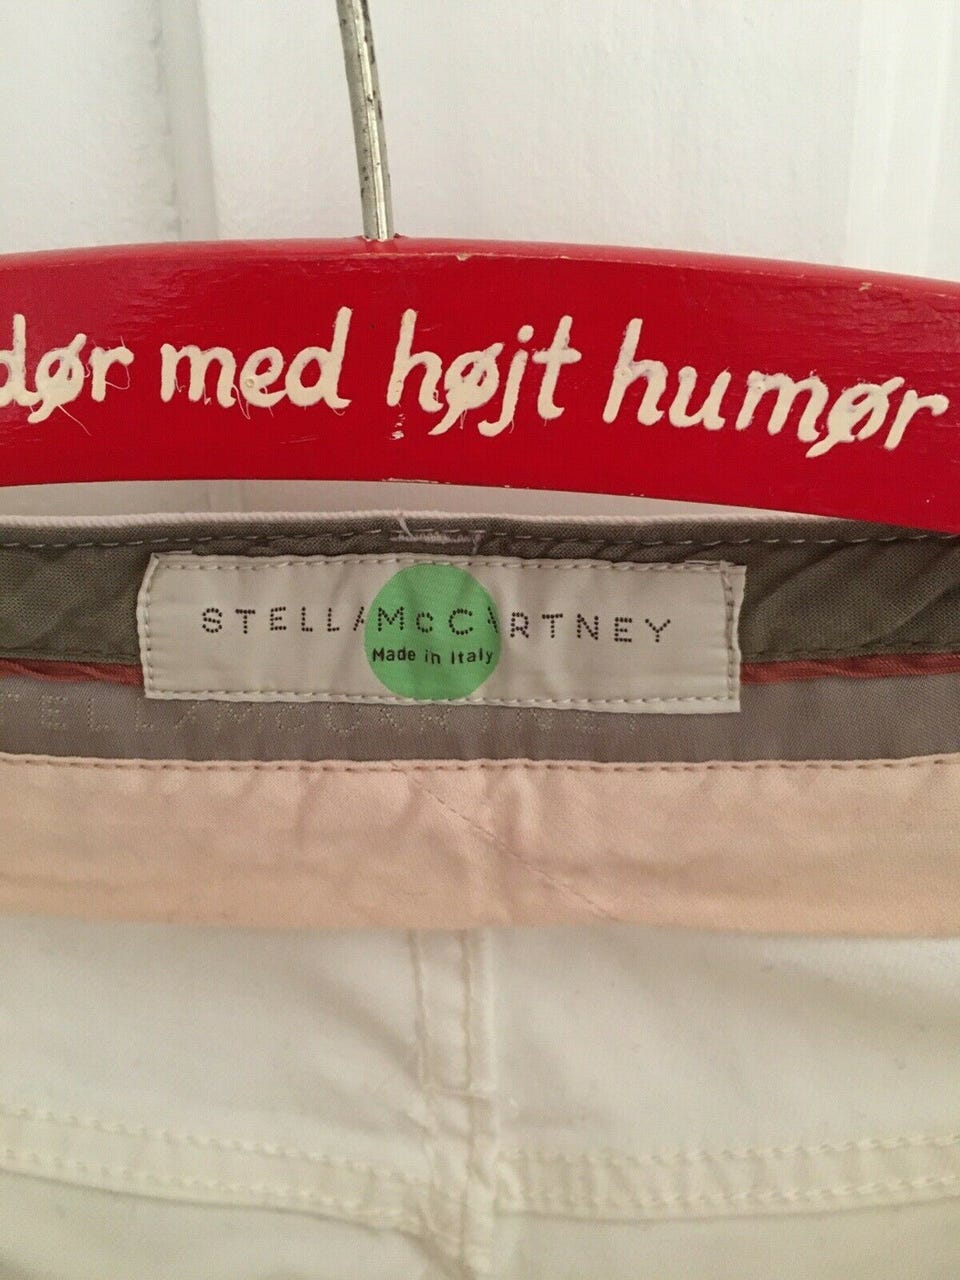 dør med højt humør
STELLA McCARTNEY
Made in Italy